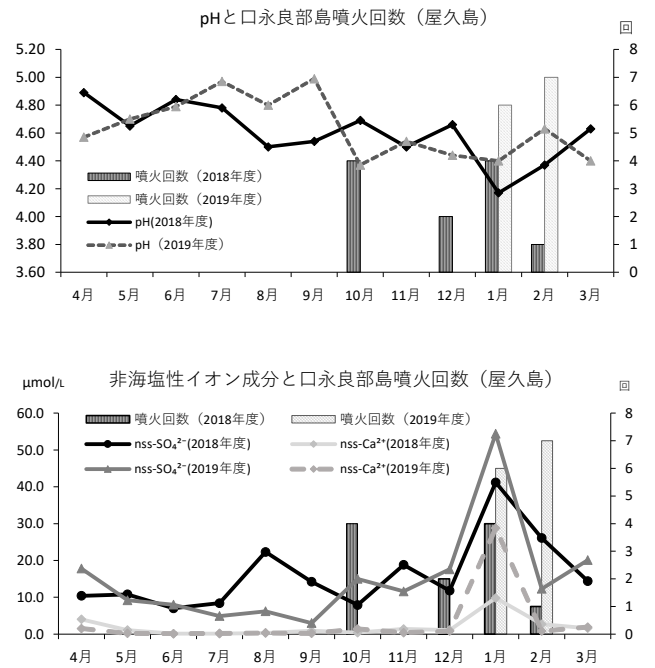 pHと口永良部島噴火回数（屋久島）
回
5.20
5.00
4.80
4.60
4.40
4.20
4.00
3.80
3.60
8
7
6
5
4
3
2
1
0
噴火回数（2018年度）
噴火回数（2019年度）
pH(2018年度)
pH（2019年度）
4月 5月 6月 7月 8月 9月 10月 11月 12月 1月 2月 3月
μmol/L 非海塩性イオン成分と口永良部島噴火回数（屋久島） 回
60.0
50.0
40.0
30.0
20.0
10.0
0.0
8
7
6
5
4
3
2
1
0
噴火回数（2018年度） 噴火回数（2019年度）
nss-SO₄²⁻(2018年度) nss-Ca²⁺(2018年度)
nss-SO₄²⁻(2019年度) nss-Ca²⁺(2019年度)
4月 5月 6月 7月 8月 9月 10月 11月 12月 1月 2月 3月